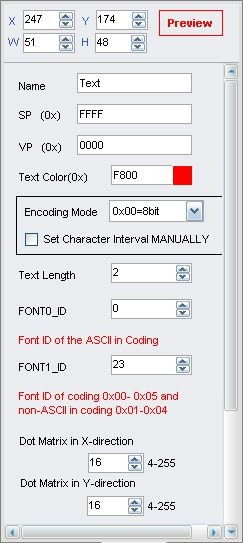 X 247 Y 174 Preview
W 51 H 48
Name Text
SP (0x) FFFF
VP (0x) 0000
Text Color(0x) F800
Encoding Mode 0x00=8bit
Set Character Interval MANUALLY
Text Length 2
FONT0_ID 0
Font ID of the ASCII in Coding
FONT1_ID 23
Font ID of coding 0x00- 0x05 and
non-ASCII in coding 0x01-0x04
Dot Matrix in X-direction
16 4-255
Dot Matrix in Y-direction
16 4-255